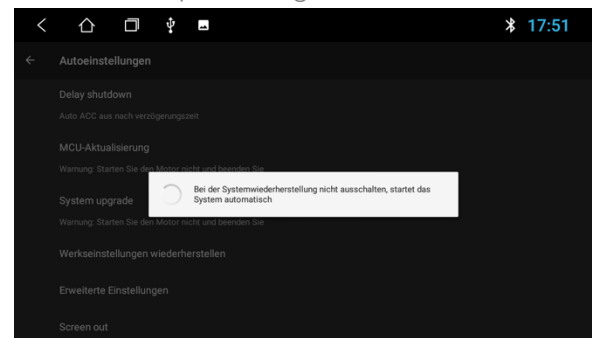 17:51
Autoeinstellungen
Delay shutdown
Auto ACC aus nach verzögerungszeit
MCU-Aktualisierung
Warnung: Starten Sie den Motor nicht und beenden Sie
Bei der Systemwiederherstellung nicht ausschalten, startet das
System automatisch
System upgrade
Warnung: Starten Sie den Motor nicht und beenden Sie
Werkseinstellungen wiederherstellen
Erweiterte Einstellungen
Screen out